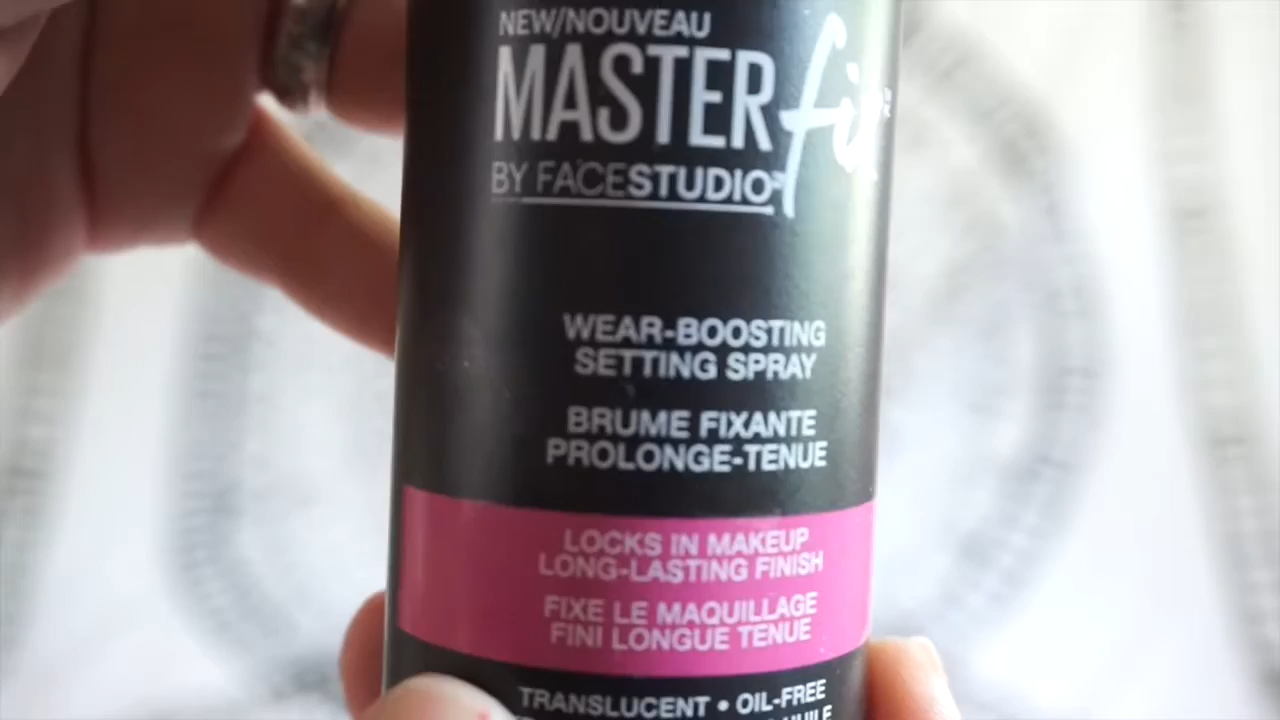 NEW/NOUVEAU
MASTER fix
BY FACESTUDIO
WEAR-BOOSTING
SETTING SPRAY
BRUME FIXANTE
PROLONGE-TENUE
LOCKS IN MAKEUP
LONG-LASTING FINISH
FIXE LE MAQUILLAGE
FINI LONGUE TENUE
TRANSLUCENT • OIL-FREE